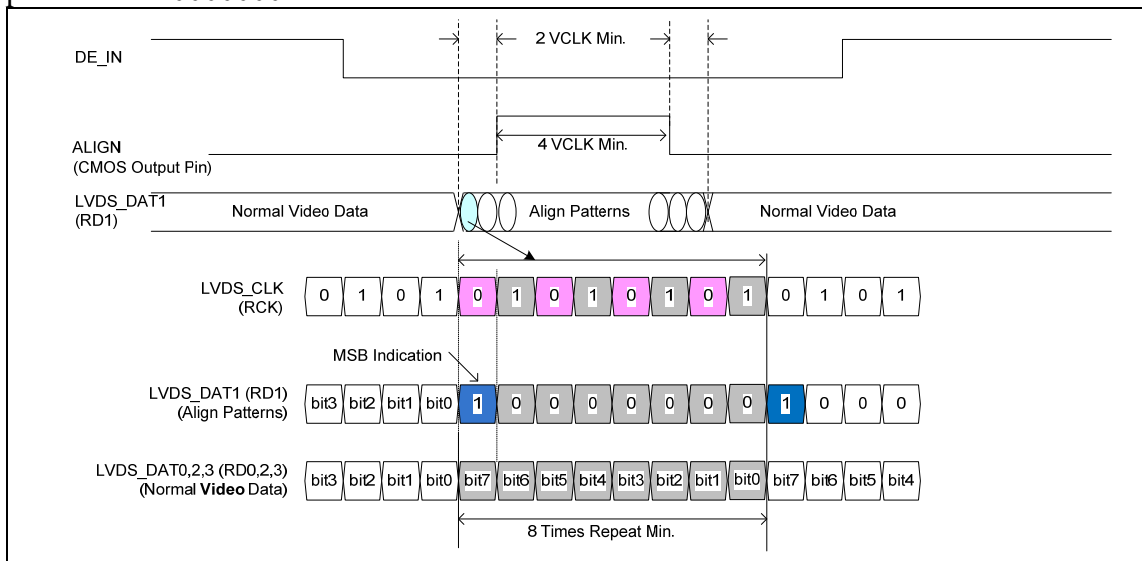 2 VCLK Min.
DE_IN
ALIGN
(CMOS Output Pin)
4 VCLK Min.
LVDS_DAT1
(RD1)
Normal Video Data Align Patterns Normal Video Data
LVDS_CLK
(RCK)
0 1 0 1 0 1 0 1 0 1 0 1 0 1 0 1
MSB Indication
LVDS_DAT1 (RD1)
(Align Patterns)
bit3 bit2 bit1 bit0 1 0 0 0 0 0 0 0 1 0 0 0
LVDS_DAT0,2,3 (RD0,2,3)
(Normal Video Data)
bit3 bit2 bit1 bit0 bit7 bit6 bit5 bit4 bit3 bit2 bit1 bit0 bit7 bit6 bit5 bit4
8 Times Repeat Min.